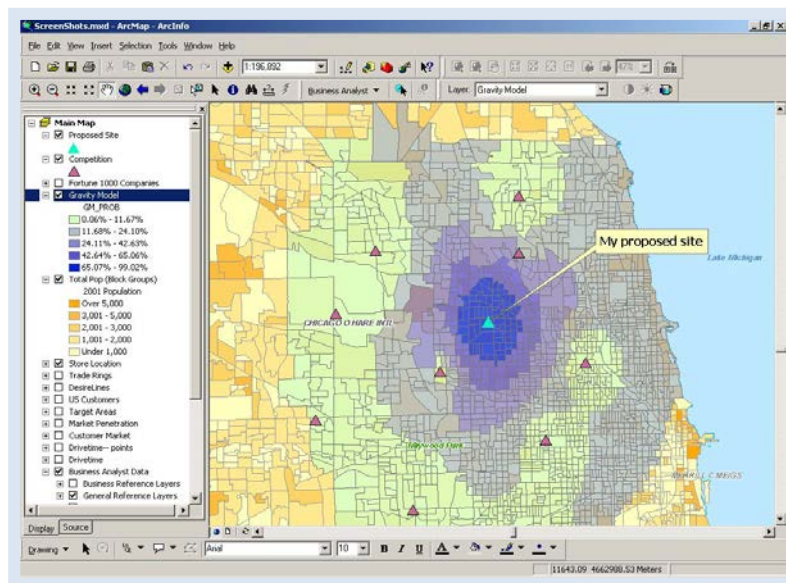 ScreenShots.mxd - ArcMap - ArcInfo
File Edit View Insert Selection Tools Window Help
1:196,892
47%
Business Analyst
Layer: Gravity Model
Main Map
Proposed Site
Competition
Fortune 1000 Companies
Gravity Model
GM_PROB
0.06% - 11.67%
11.68% - 24.10%
24.11% - 42.63%
42.64% - 65.06%
65.07% - 99.02%
Total Pop (Block Groups)
2001 Population
Over 5,000
3,001 - 5,000
2,001 - 3,000
1,001 - 2,000
Under 1,000
Store Location
Trade Rings
DesireLines
US Customers
Target Areas
Market Penetration
Customer Market
Drivetime-- points
Drivetime
Business Analyst Data
Business Reference Layers
General Reference Layers
Display Source
My proposed site
Lake Michigan
CHICAGO O HARE INTL
Maywood Park
C MEIGS
Drawing
Arial
10
B I U A
11643.09 4662988.53 Meters